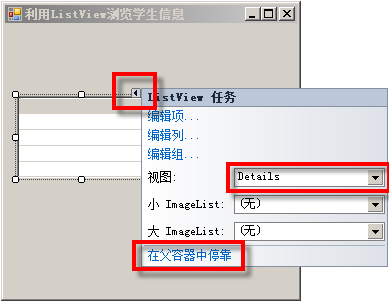 利用ListView浏览学生信息
ListView 任务
编辑项...
编辑列...
编辑组...
视图: Details
小 ImageList: (无)
大 ImageList: (无)
在父容器中停靠